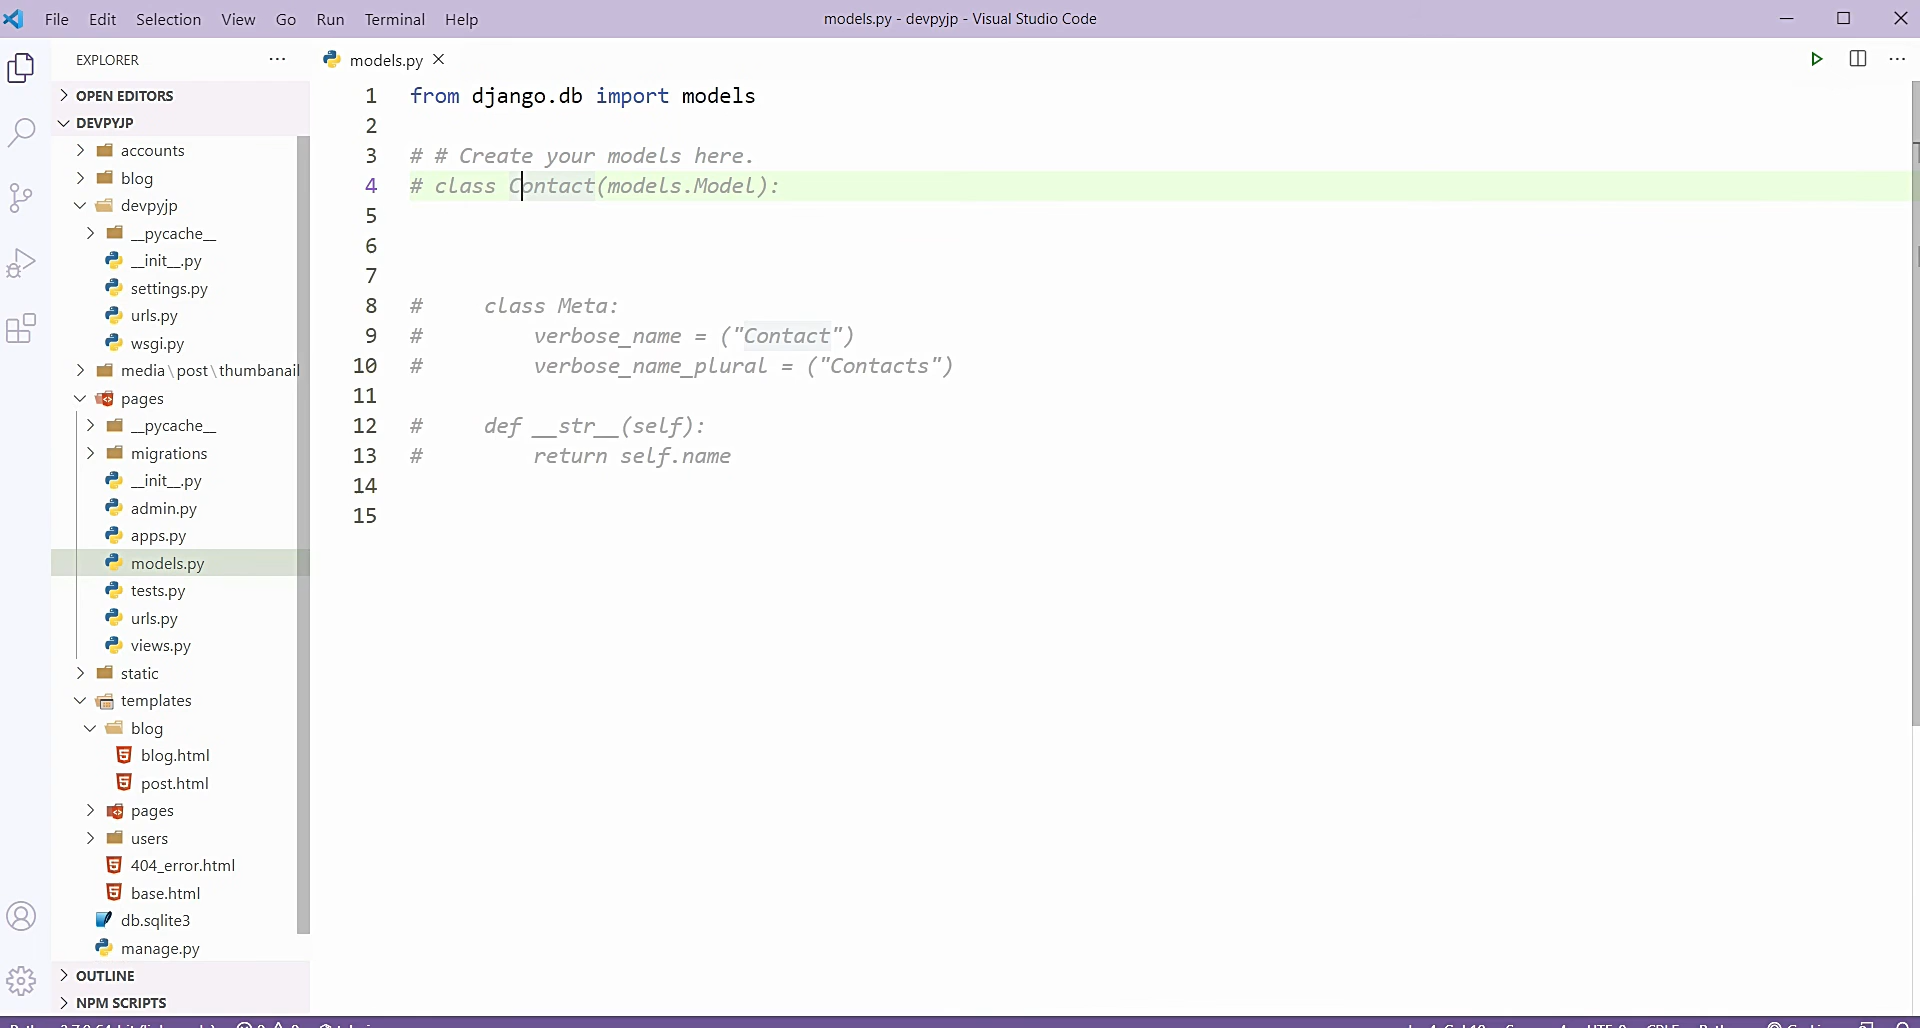 File Edit Selection View Go Run Terminal Help
models.py - devpyjp - Visual Studio Code
EXPLORER
OPEN EDITORS
DEVPYJP
accounts
blog
devpyjp
__pycache__
__init__.py
settings.py
urls.py
wsgi.py
media\post\thumbanail
pages
__pycache__
migrations
__init__.py
admin.py
apps.py
models.py
tests.py
urls.py
views.py
static
templates
blog
blog.html
post.html
pages
users
404_error.html
base.html
db.sqlite3
manage.py
OUTLINE
NPM SCRIPTS
models.py
1 from django.db import models
2
3 # # Create your models here.
4 # class Contact(models.Model):
5
6
7
8 #     class Meta:
9 #         verbose_name = ("Contact")
10 #         verbose_name_plural = ("Contacts")
11
12 #     def __str__(self):
13 #         return self.name
14
15